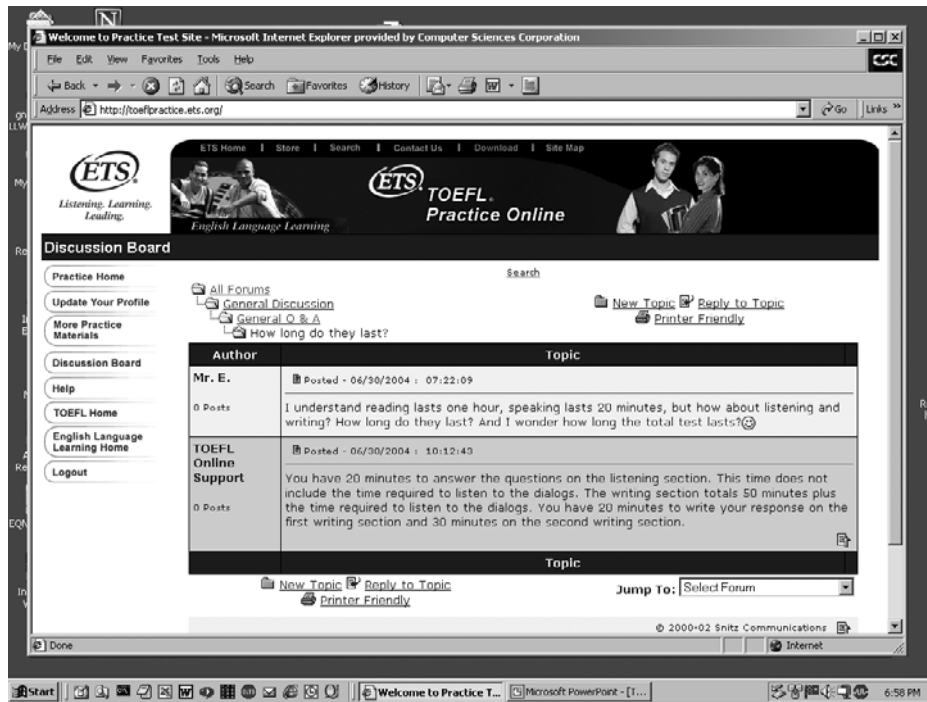 N
Welcome to Practice Test Site - Microsoft Internet Explorer provided by Computer Sciences Corporation
File Edit View Favorites Tools Help
CSC
Back Search Favorites History
Address http://toeflpractice.ets.org/ Go Links »
ETS Home | Store | Search | Contact Us | Download | Site Map
ETS
Listening. Learning.
Leading.
ETS TOEFL®
Practice Online
English Language Learning
Discussion Board
Practice Home
Update Your Profile
More Practice
Materials
Discussion Board
Help
TOEFL Home
English Language
Learning Home
Logout
Search
All Forums
General Discussion
General Q & A
How long do they last?
New Topic Reply to Topic
Printer Friendly
Author Topic
Mr. E.
0 Posts
Posted - 06/30/2004 : 07:22:09
I understand reading lasts one hour, speaking lasts 20 minutes, but how about listening and
writing? How long do they last? And I wonder how long the total test lasts?
TOEFL
Online
Support
0 Posts
Posted - 06/30/2004 : 10:12:43
You have 20 minutes to answer the questions on the listening section. This time does not
include the time required to listen to the dialogs. The writing section totals 50 minutes plus
the time required to listen to the dialogs. You have 20 minutes to write your response on the
first writing section and 30 minutes on the second writing section.
Topic
New Topic Reply to Topic
Printer Friendly
Jump To: Select Forum
© 2000-02 Snitz Communications
Done Internet
Start Welcome to Practice T... Microsoft PowerPoint - [T... 6:58 PM